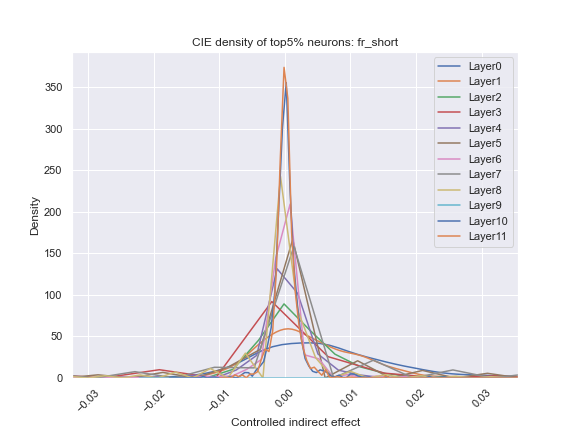 CIE density of top5% neurons: fr_short
Density
350
300
250
200
150
100
50
0
-0.03
-0.02
-0.01
0.00
0.01
0.02
0.03
Controlled indirect effect
Layer0
Layer1
Layer2
Layer3
Layer4
Layer5
Layer6
Layer7
Layer8
Layer9
Layer10
Layer11